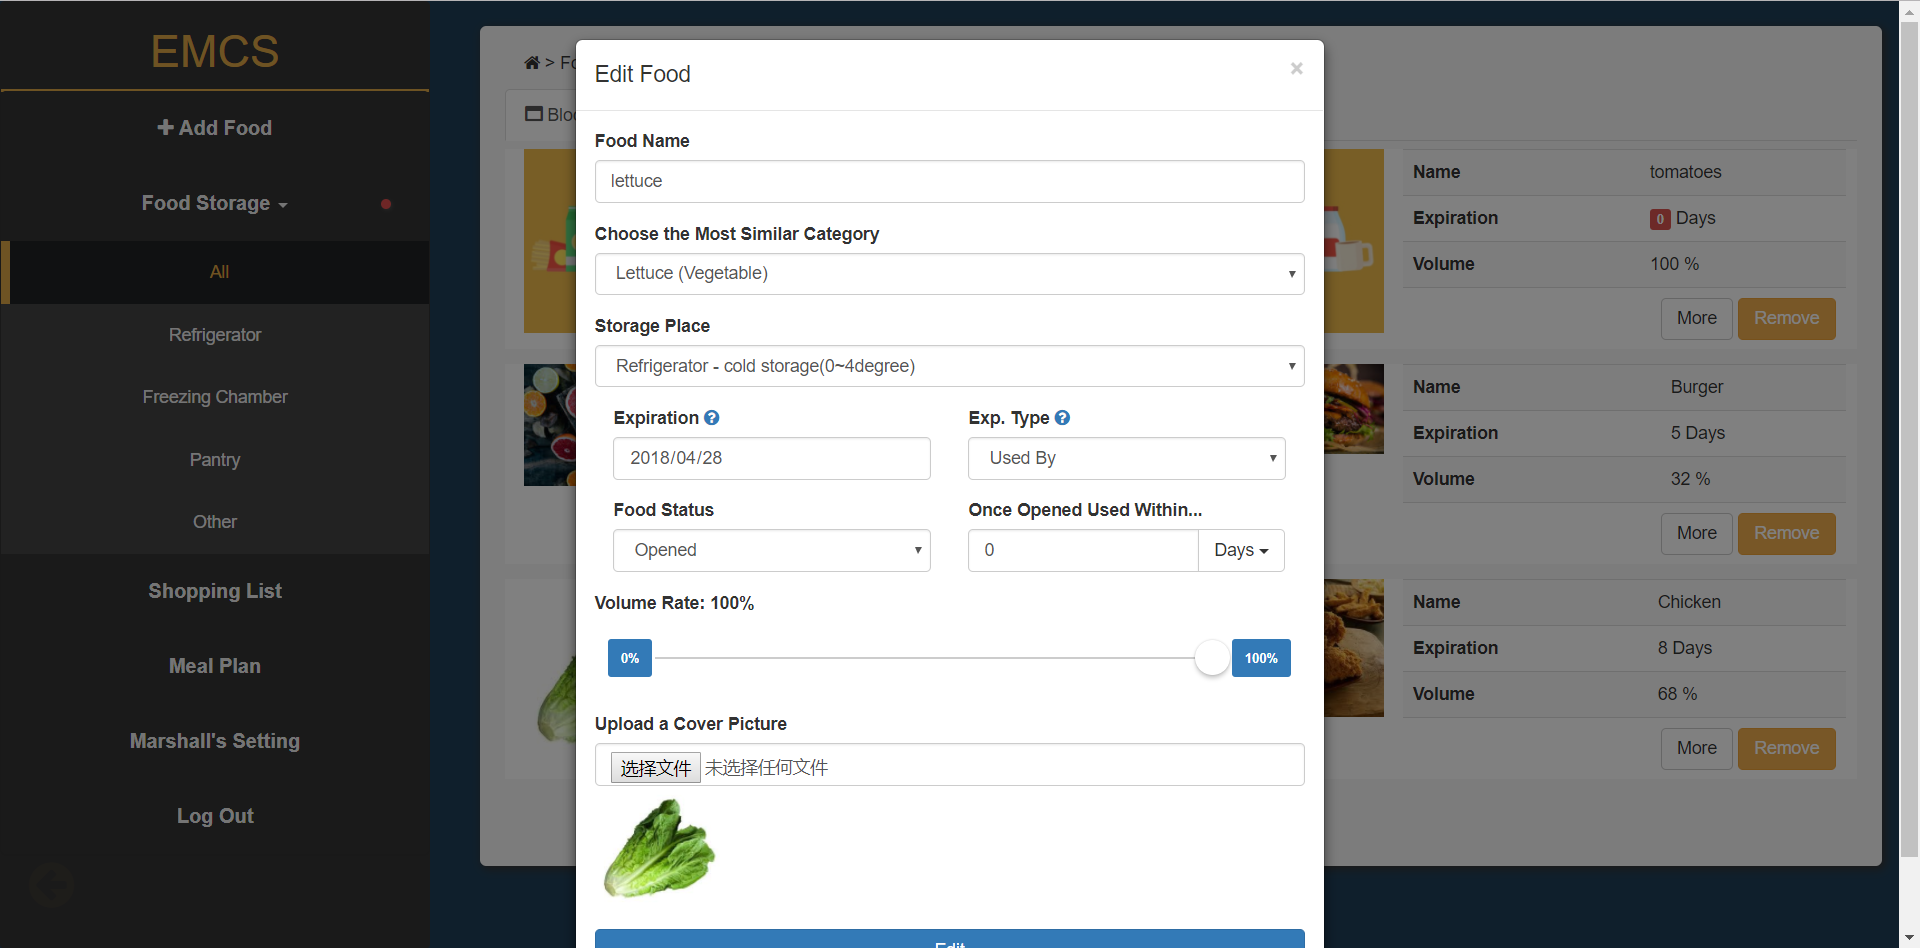 EMCS
Add Food
Food Storage
All
Refrigerator
Freezing Chamber
Pantry
Other
Shopping List
Meal Plan
Marshall's Setting
Log Out
>
Edit Food
×
Food Name
lettuce
Choose the Most Similar Category
Lettuce (Vegetable)
Storage Place
Refrigerator - cold storage(0~4degree)
Expiration Exp. Type
2018/04/28 Used By
Food Status Once Opened Used Within...
Opened 0 Days
Volume Rate: 100%
0% 100%
Upload a Cover Picture
选择文件 未选择任何文件
Edit
Name tomatoes
Expiration 0 Days
Volume 100 %
More Remove
Name Burger
Expiration 5 Days
Volume 32 %
More Remove
Name Chicken
Expiration 8 Days
Volume 68 %
More Remove